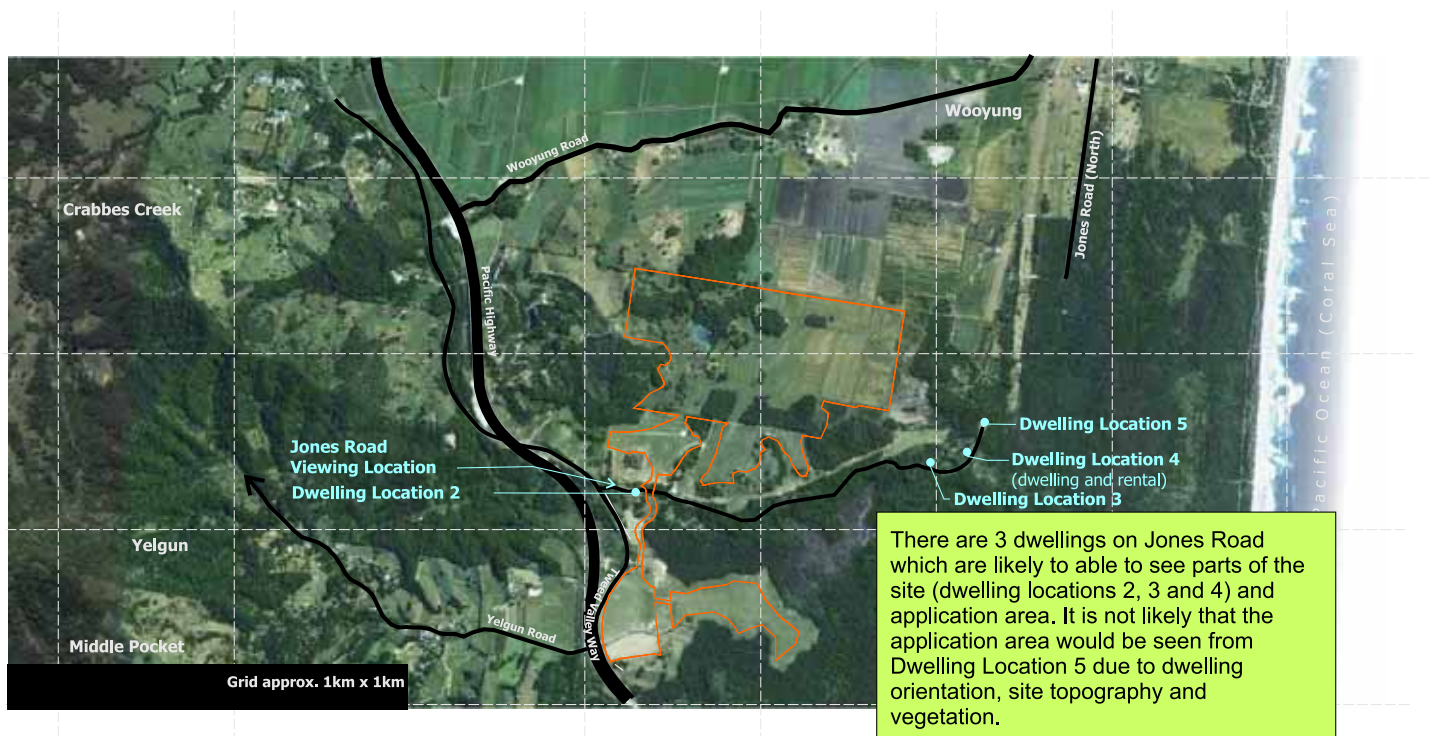 Wooyung
Wooyung Road
Jones Road (North)
Crabbes Creek
Pacific Highway
Pacific Ocean (Coral Sea)
Dwelling Location 5
Jones Road
Viewing Location
Dwelling Location 4
(dwelling and rental)
Dwelling Location 2
Dwelling Location 3
Yelgun
Tweed Valley Way
Yelgun Road
Middle Pocket
Grid approx. 1km x 1km
There are 3 dwellings on Jones Road
which are likely to able to see parts of the
site (dwelling locations 2, 3 and 4) and
application area. It is not likely that the
application area would be seen from
Dwelling Location 5 due to dwelling
orientation, site topography and
vegetation.